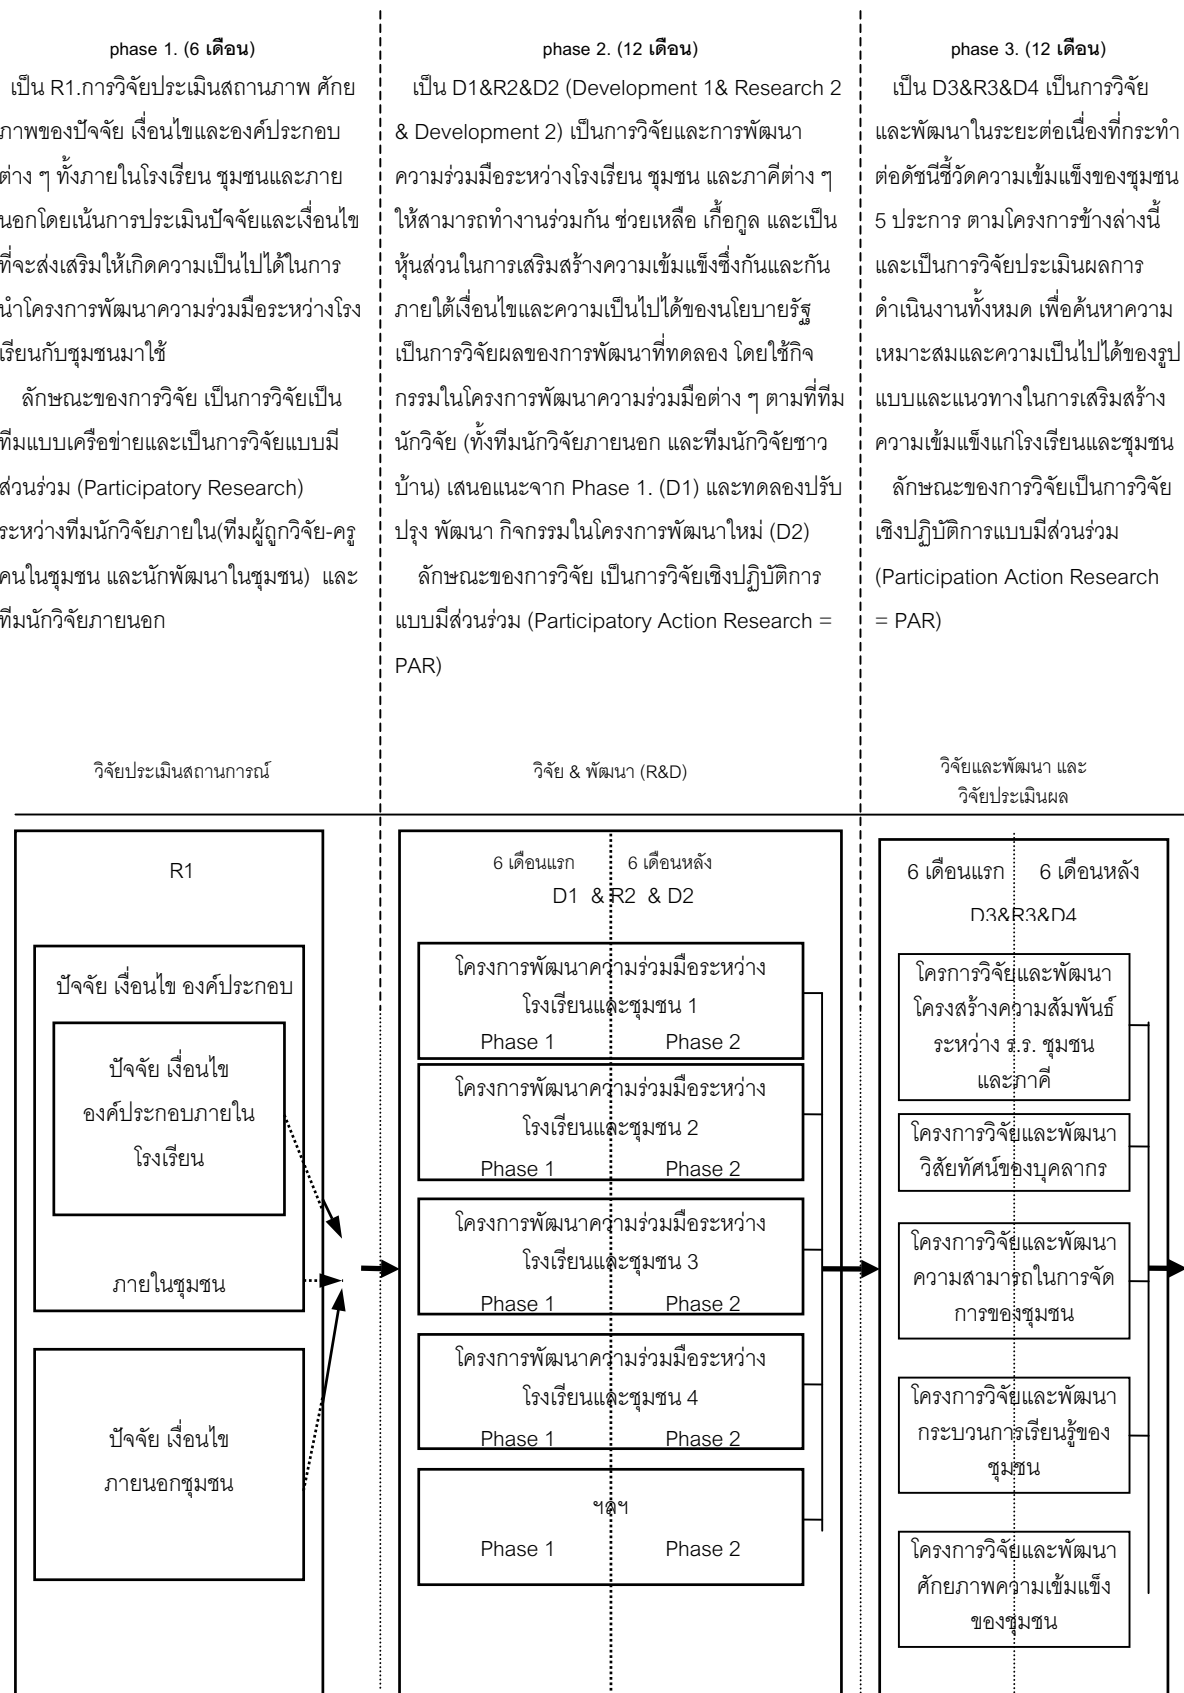 phase 1. (6 เดือน)
เป็น R1.การวิจัยประเมินสถานภาพ ศักย
ภาพของปัจจัย เงื่อนไขและองค์ประกอบ
ต่าง ๆ ทั้งภายในโรงเรียน ชุมชนและภาย
นอกโดยเน้นการประเมินปัจจัยและเงื่อนไข
ที่จะส่งเสริมให้เกิดความเป็นไปได้ในการ
นำโครงการพัฒนาความร่วมมือระหว่างโรง
เรียนกับชุมชนมาใช้
ลักษณะของการวิจัย เป็นการวิจัยเป็น
ทีมแบบเครือข่ายและเป็นการวิจัยแบบมี
ส่วนร่วม (Participatory Research)
ระหว่างทีมนักวิจัยภายใน(ทีมผู้ถูกวิจัย-ครู
คนในชุมชน และนักพัฒนาในชุมชน) และ
ทีมนักวิจัยภายนอก
phase 2. (12 เดือน)
เป็น D1&R2&D2 (Development 1& Research 2
& Development 2) เป็นการวิจัยและการพัฒนา
ความร่วมมือระหว่างโรงเรียน ชุมชน และภาคีต่าง ๆ
ให้สามารถทำงานร่วมกัน ช่วยเหลือ เกื้อกูล และเป็น
หุ้นส่วนในการเสริมสร้างความเข้มแข็งซึ่งกันและกัน
ภายใต้เงื่อนไขและความเป็นไปได้ของนโยบายรัฐ
เป็นการวิจัยผลของการพัฒนาที่ทดลอง โดยใช้กิจ
กรรมในโครงการพัฒนาความร่วมมือต่าง ๆ ตามที่ทีม
นักวิจัย (ทั้งทีมนักวิจัยภายนอก และทีมนักวิจัยชาว
บ้าน) เสนอแนะจาก Phase 1. (D1) และทดลองปรับ
ปรุง พัฒนา กิจกรรมในโครงการพัฒนาใหม่ (D2)
ลักษณะของการวิจัย เป็นการวิจัยเชิงปฏิบัติการ
แบบมีส่วนร่วม (Participatory Action Research =
PAR)
phase 3. (12 เดือน)
เป็น D3&R3&D4 เป็นการวิจัย
และพัฒนาในระยะต่อเนื่องที่กระทำ
ต่อดัชนีชี้วัดความเข้มแข็งของชุมชน
5 ประการ ตามโครงการข้างล่างนี้
และเป็นการวิจัยประเมินผลการ
ดำเนินงานทั้งหมด เพื่อค้นหาความ
เหมาะสมและความเป็นไปได้ของรูป
แบบและแนวทางในการเสริมสร้าง
ความเข้มแข็งแก่โรงเรียนและชุมชน
ลักษณะของการวิจัยเป็นการวิจัย
เชิงปฏิบัติการแบบมีส่วนร่วม
(Participation Action Research
= PAR)
วิจัยประเมินสถานการณ์
วิจัย & พัฒนา (R&D)
วิจัยและพัฒนา และ
วิจัยประเมินผล
R1
ปัจจัย เงื่อนไข องค์ประกอบ
ปัจจัย เงื่อนไข
องค์ประกอบภายใน
โรงเรียน
ภายในชุมชน
ปัจจัย เงื่อนไข
ภายนอกชุมชน
6 เดือนแรก 6 เดือนหลัง
D1 & R2 & D2
โครงการพัฒนาความร่วมมือระหว่าง
โรงเรียนและชุมชน 1
Phase 1 Phase 2
โครงการพัฒนาความร่วมมือระหว่าง
โรงเรียนและชุมชน 2
Phase 1 Phase 2
โครงการพัฒนาความร่วมมือระหว่าง
โรงเรียนและชุมชน 3
Phase 1 Phase 2
โครงการพัฒนาความร่วมมือระหว่าง
โรงเรียนและชุมชน 4
Phase 1 Phase 2
ฯลฯ
Phase 1 Phase 2
6 เดือนแรก 6 เดือนหลัง
D3&R3&D4
โครการวิจัยและพัฒนา
โครงสร้างความสัมพันธ์
ระหว่าง ร.ร. ชุมชน
และภาคี
โครงการวิจัยและพัฒนา
วิสัยทัศน์ของบุคลากร
โครงการวิจัยและพัฒนา
ความสามารถในการจัด
การของชุมชน
โครงการวิจัยและพัฒนา
กระบวนการเรียนรู้ของ
ชุมชน
โครงการวิจัยและพัฒนา
ศักยภาพความเข้มแข็ง
ของชุมชน